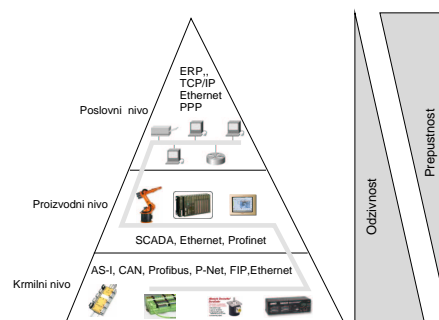 ERP,,
TCP/IP
Ethernet
PPP
Poslovni nivo
Proizvodni nivo
SCADA, Ethernet, Profinet
AS-I, CAN, Profibus, P-Net, FIP,Ethernet
Krmilni nivo
Odzivnost
Prepustnost